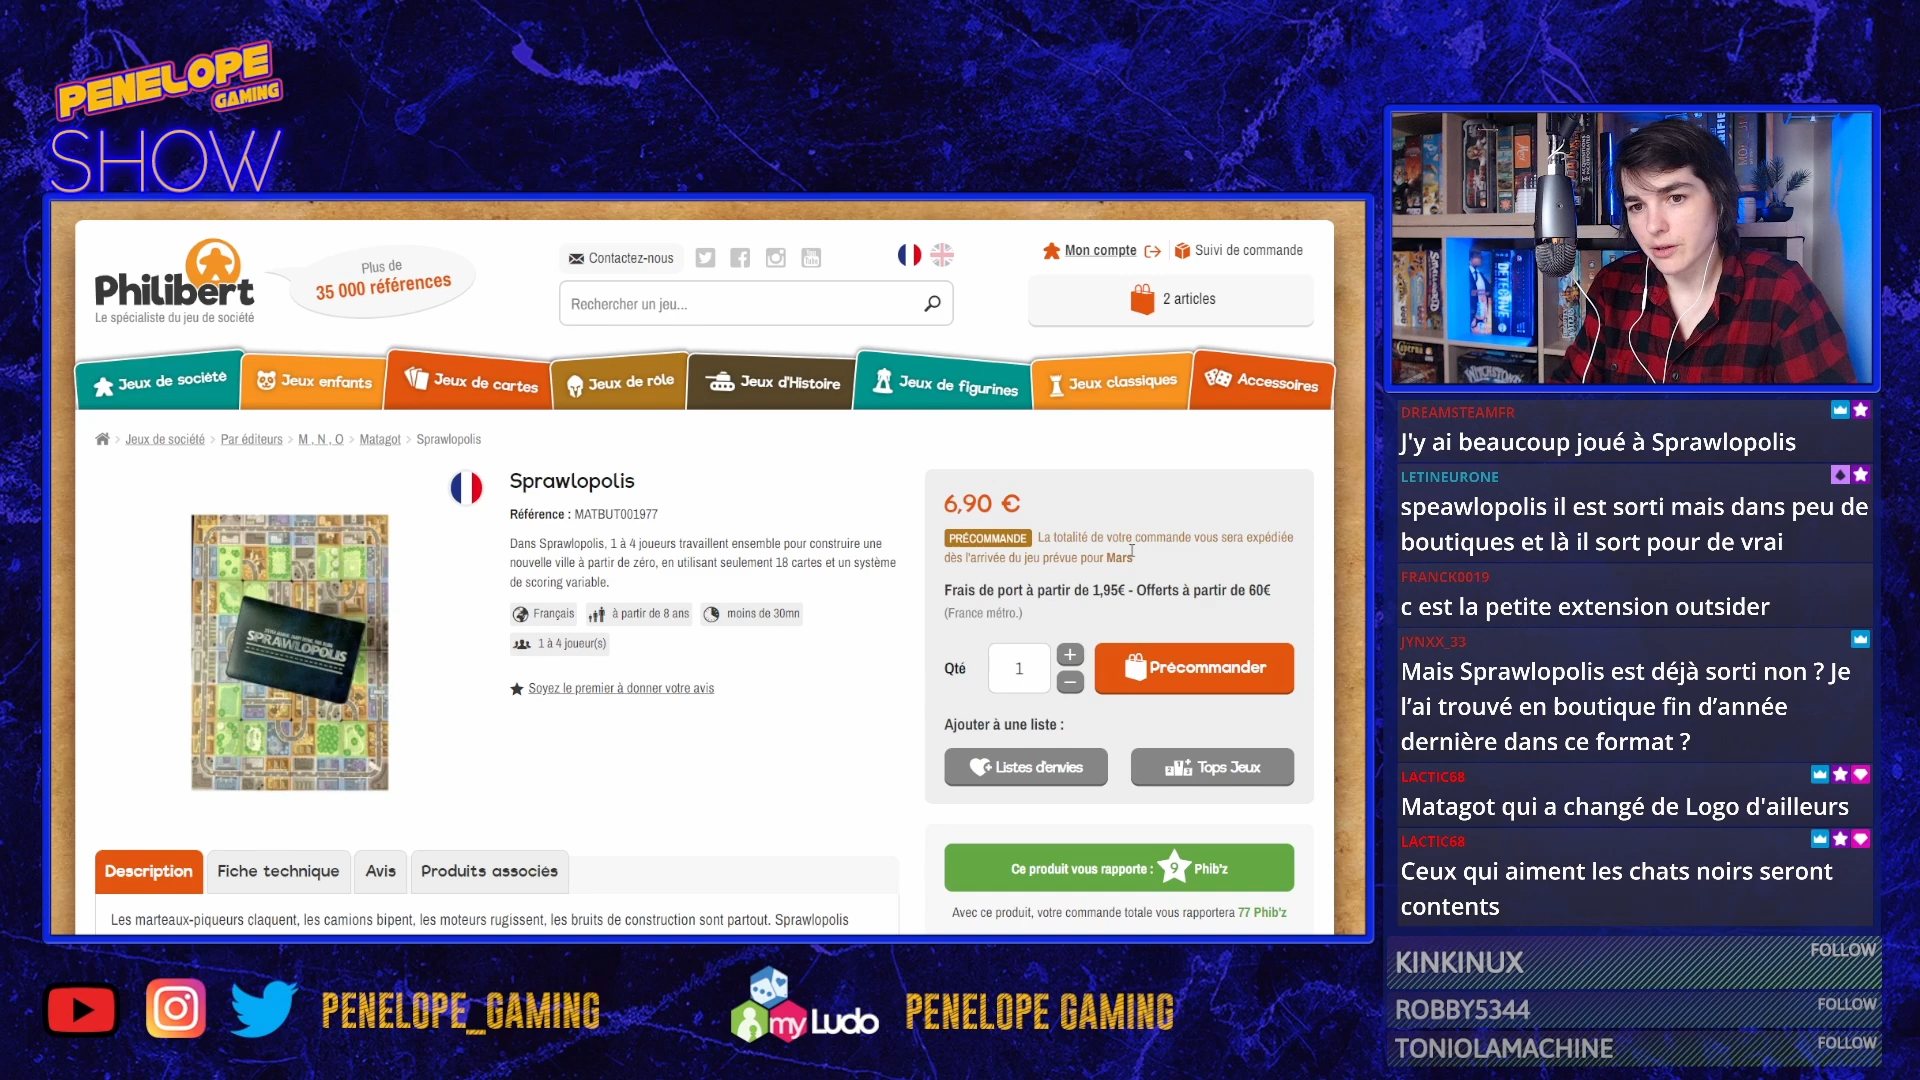 PENELOPE
GAMING
SHOW
Philibert
Le spécialiste du jeu de société
Plus de
35 000 références
Contactez-nous
Mon compte
Suivi de commande
Rechercher un jeu...
2 articles
Jeux de société
Jeux enfants
Jeux de cartes
Jeux de rôle
Jeux d'Histoire
Jeux de figurines
Jeux classiques
Accessoires
> Jeux de société > Par éditeurs > M , N , O > Matagot > Sprawlopolis
Sprawlopolis
Référence : MATBUT001977
Dans Sprawlopolis, 1 à 4 joueurs travaillent ensemble pour construire une
nouvelle ville à partir de zéro, en utilisant seulement 18 cartes et un système
de scoring variable.
Français
à partir de 8 ans
moins de 30mn
1 à 4 joueur(s)
Soyez le premier à donner votre avis
SPRAWLOPOLIS
6,90 €
PRÉCOMMANDE La totalité de votre commande vous sera expédiée
dès l'arrivée du jeu prévue pour Mars
Frais de port à partir de 1,95€ - Offerts à partir de 60€
(France métro.)
Qté
1
+
−
Précommander
Ajouter à une liste :
Listes d'envies
Tops Jeux
Ce produit vous rapporte : 9 Phib'z
Avec ce produit, votre commande totale vous rapportera 77 Phib'z
Description
Fiche technique
Avis
Produits associés
Les marteaux-piqueurs claquent, les camions bipent, les moteurs rugissent, les bruits de construction sont partout. Sprawlopolis
DETECTIVE
DREAMSTEAMFR
J'y ai beaucoup joué à Sprawlopolis
LETINEURONE
speawlopolis il est sorti mais dans peu de
boutiques et là il sort pour de vrai
FRANCK0019
c est la petite extension outsider
JYNXX_33
Mais Sprawlopolis est déjà sorti non ? Je
l'ai trouvé en boutique fin d'année
dernière dans ce format ?
LACTIC68
Matagot qui a changé de Logo d'ailleurs
LACTIC68
Ceux qui aiment les chats noirs seront
contents
KINKINUX
FOLLOW
ROBBY5344
FOLLOW
TONIOLAMACHINE
FOLLOW
PENELOPE_GAMING
myLudo
PENELOPE GAMING